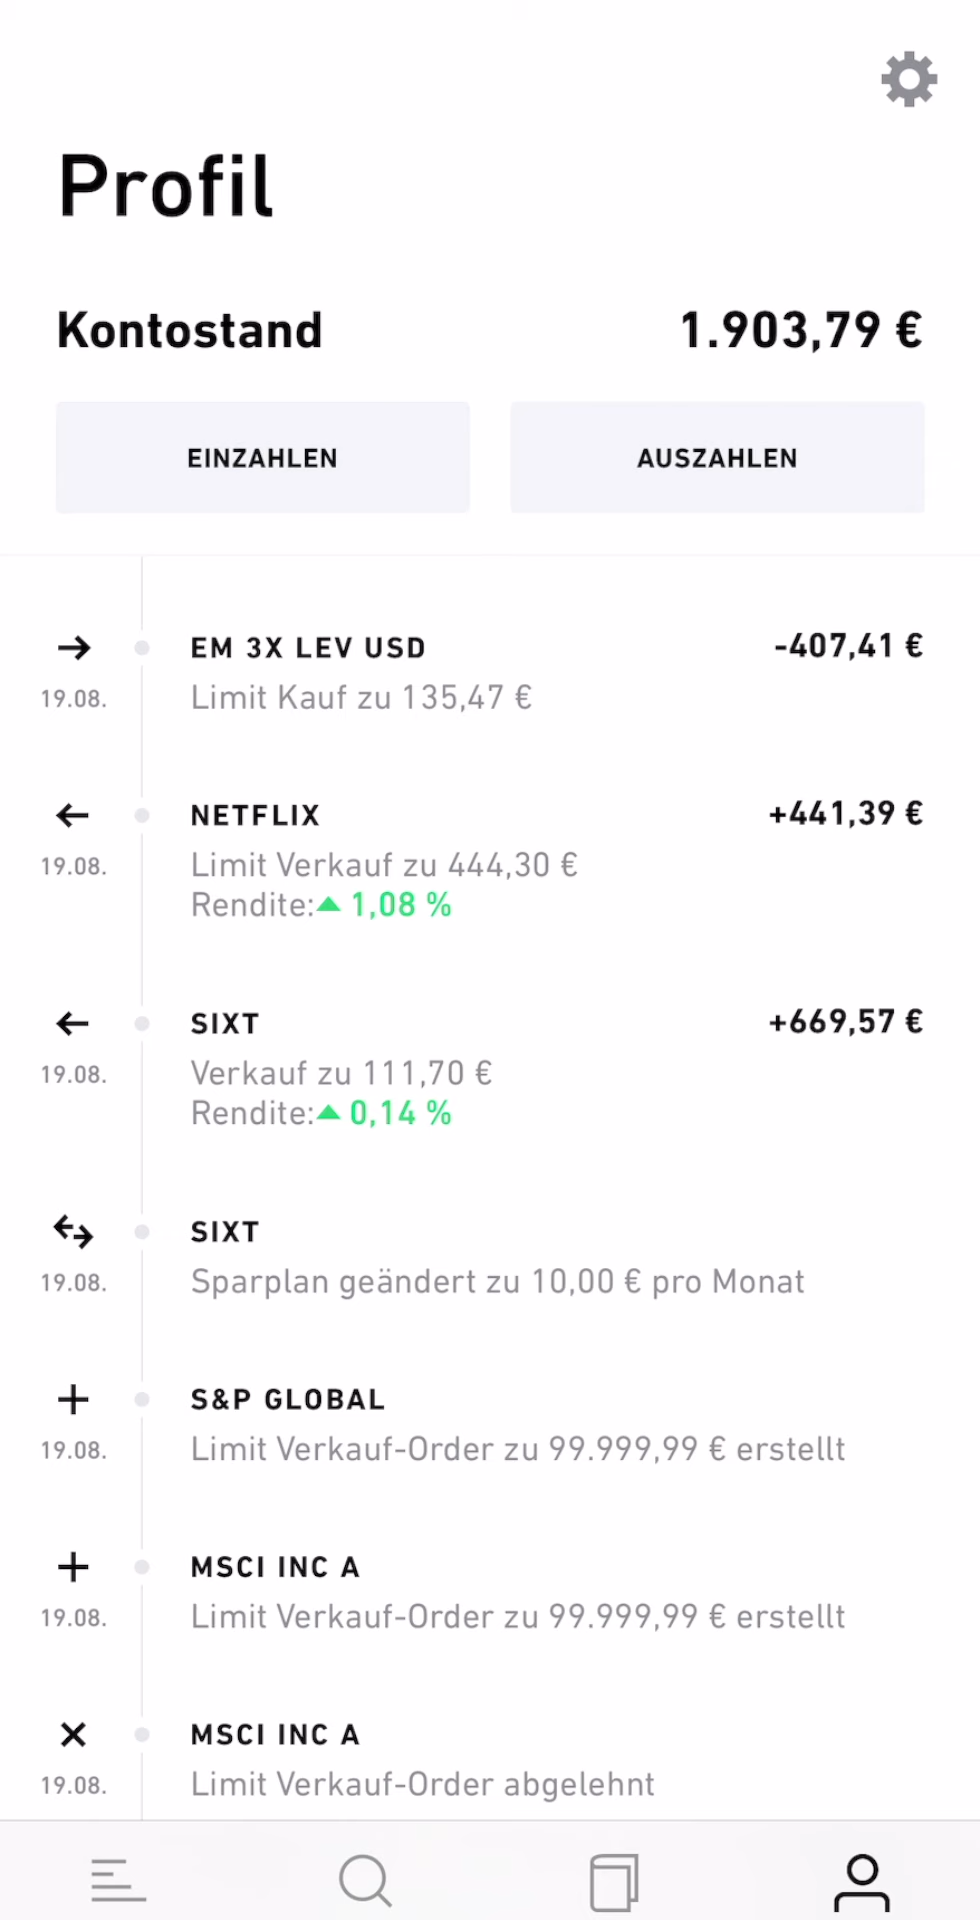 Profil
Kontostand 1.903,79 €
EINZAHLEN AUSZAHLEN
EM 3X LEV USD -407,41 €
19.08. Limit Kauf zu 135,47 €
NETFLIX +441,39 €
19.08. Limit Verkauf zu 444,30 €
Rendite: 1,08 %
SIXT +669,57 €
19.08. Verkauf zu 111,70 €
Rendite: 0,14 %
SIXT
19.08. Sparplan geändert zu 10,00 € pro Monat
S&P GLOBAL
19.08. Limit Verkauf-Order zu 99.999,99 € erstellt
MSCI INC A
19.08. Limit Verkauf-Order zu 99.999,99 € erstellt
MSCI INC A
19.08. Limit Verkauf-Order abgelehnt